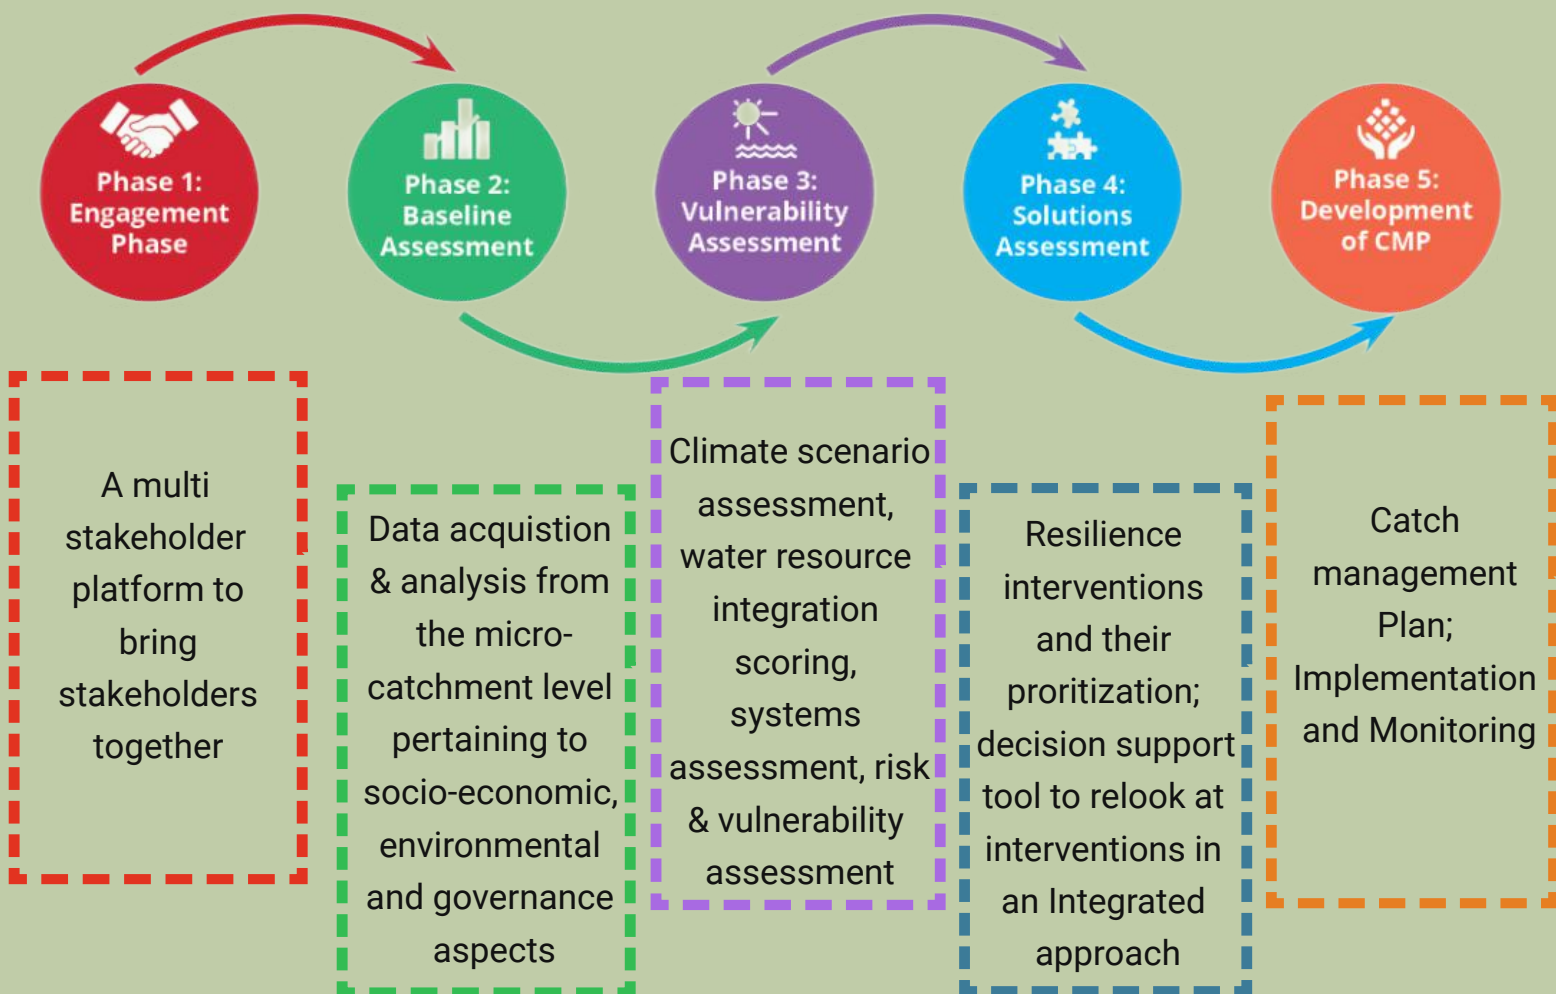 Phase 1:
Engagement
Phase
Phase 2:
Baseline
Assessment
Phase 3:
Vulnerability
Assessment
Phase 4:
Solutions
Assessment
Phase 5:
Development
of CMP
A multi
stakeholder
platform to
bring
stakeholders
together
Data acquistion
& analysis from
the micro-
catchment level
pertaining to
socio-economic,
environmental
and governance
aspects
Climate scenario
assessment,
water resource
integration
scoring,
systems
assessment, risk
& vulnerability
assessment
Resilience
interventions
and their
proritization;
decision support
tool to relook at
interventions in
an Integrated
approach
Catch
management
Plan;
Implementation
and Monitoring